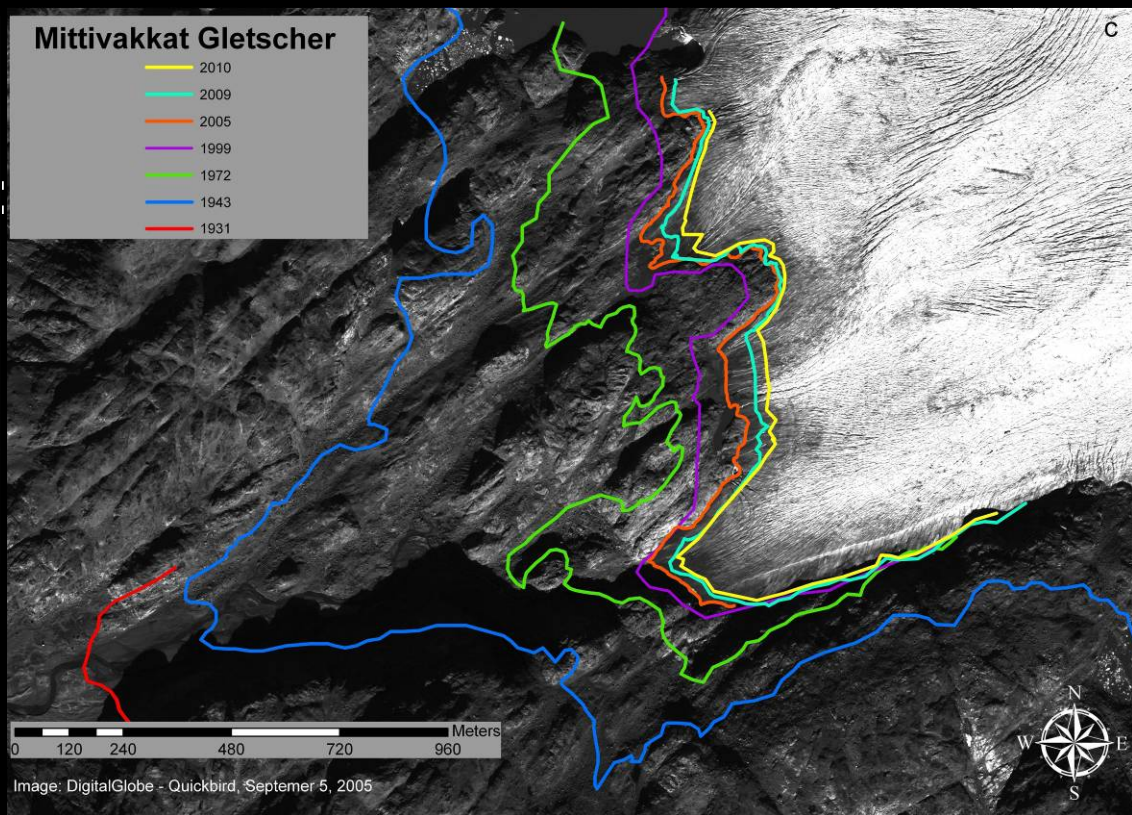 Mittivakkat Gletscher
2010
2009
2005
1999
1972
1943
1931
C
N
W E
S
Meters
0 120 240 480 720 960
Image: DigitalGlobe - Quickbird, Septemer 5, 2005